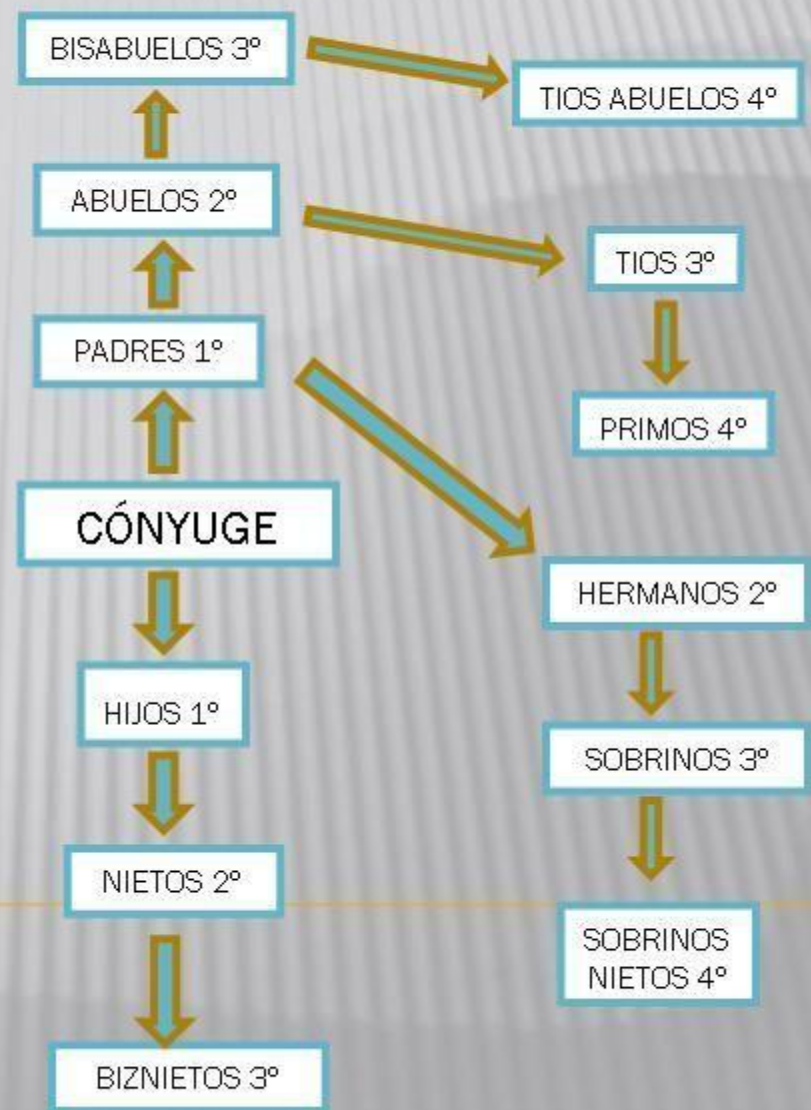 BISABUELOS 3º
TIOS ABUELOS 4º
ABUELOS 2º
TIOS 3º
PADRES 1º
PRIMOS 4º
CÓNYUGE
HERMANOS 2º
HIJOS 1º
SOBRINOS 3º
NIETOS 2º
SOBRINOS
NIETOS 4º
BIZNIETOS 3º